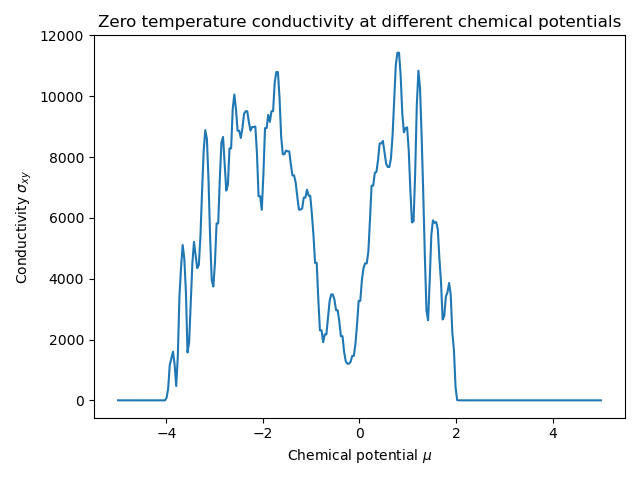 Zero temperature conductivity at different chemical potentials
12000
10000
8000
6000
4000
2000
0
Conductivity σxy
−4 −2 0 2 4
Chemical potential μ